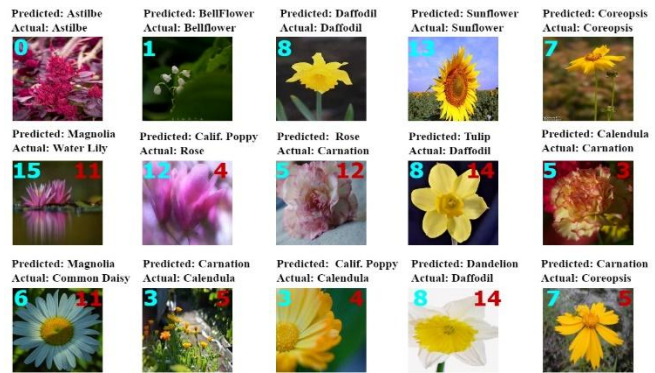 Predicted: Astilbe
Actual: Astilbe
0
Predicted: BellFlower
Actual: Bellflower
1
Predicted: Daffodil
Actual: Daffodil
8
Predicted: Sunflower
Actual: Sunflower
13
Predicted: Coreopsis
Actual: Coreopsis
7
Predicted: Magnolia
Actual: Water Lily
15 11
Predicted: Calif. Poppy
Actual: Rose
12 4
Predicted: Rose
Actual: Carnation
5 12
Predicted: Tulip
Actual: Daffodil
8 14
Predicted: Calendula
Actual: Carnation
5 3
Predicted: Magnolia
Actual: Common Daisy
6 11
Predicted: Carnation
Actual: Calendula
3 5
Predicted: Calif. Poppy
Actual: Calendula
3 4
Predicted: Dandelion
Actual: Daffodil
8 14
Predicted: Carnation
Actual: Coreopsis
7 5